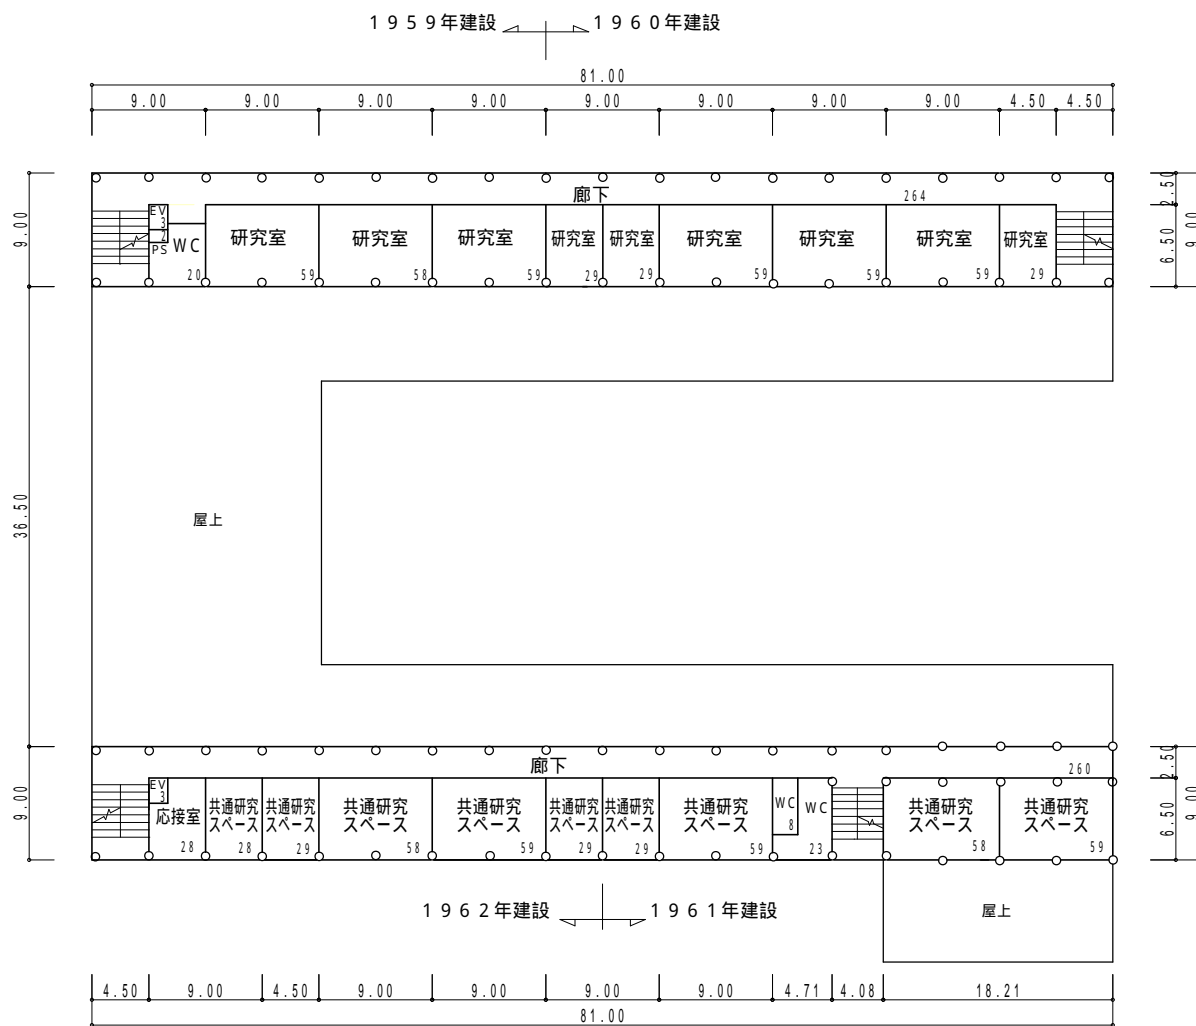 １９５９年建設
１９６０年建設
81.00
9.00 9.00 9.00 9.00 9.00 9.00 9.00 9.00 4.50 4.50
廊下
264
EV
3
2
PS
WC
20
研究室
59
研究室
58
研究室
59
研究室
29
研究室
29
研究室
59
研究室
59
研究室
59
研究室
29
9.00
2.50
6.50
9.00
36.50
屋上
廊下
260
EV
3
応接室
28
共通研究
スペース
28
共通研究
スペース
29
共通研究
スペース
58
共通研究
スペース
59
共通研究
スペース
29
共通研究
スペース
29
共通研究
スペース
59
WC
8
WC
23
共通研究
スペース
58
共通研究
スペース
59
9.00
2.50
6.50
9.00
１９６２年建設
１９６１年建設
屋上
4.50 9.00 4.50 9.00 9.00 9.00 9.00 4.71 4.08 18.21
81.00